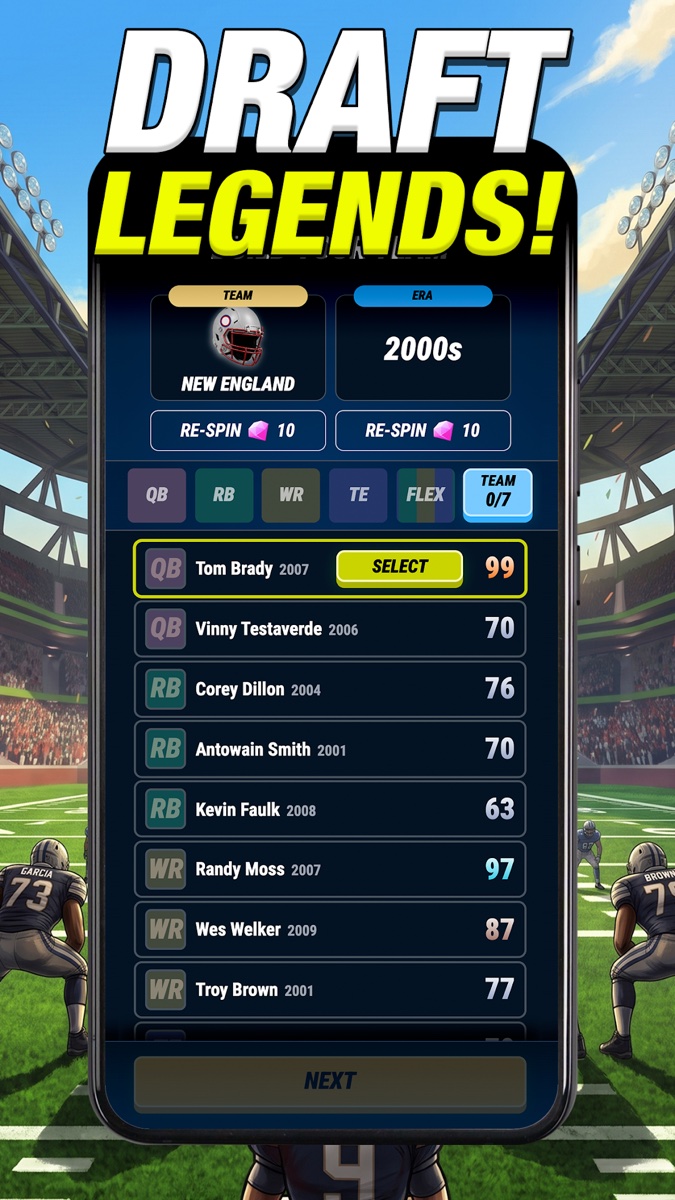 DRAFT
LEGENDS!
TEAM
ERA
NEW ENGLAND
2000s
RE-SPIN 10
RE-SPIN 10
QB
RB
WR
TE
FLEX
TEAM
0/7
QB Tom Brady 2007 SELECT 99
QB Vinny Testaverde 2006 70
RB Corey Dillon 2004 76
RB Antowain Smith 2001 70
RB Kevin Faulk 2008 63
WR Randy Moss 2007 97
WR Wes Welker 2009 87
WR Troy Brown 2001 77
NEXT
GARCIA
73
BROWN
9